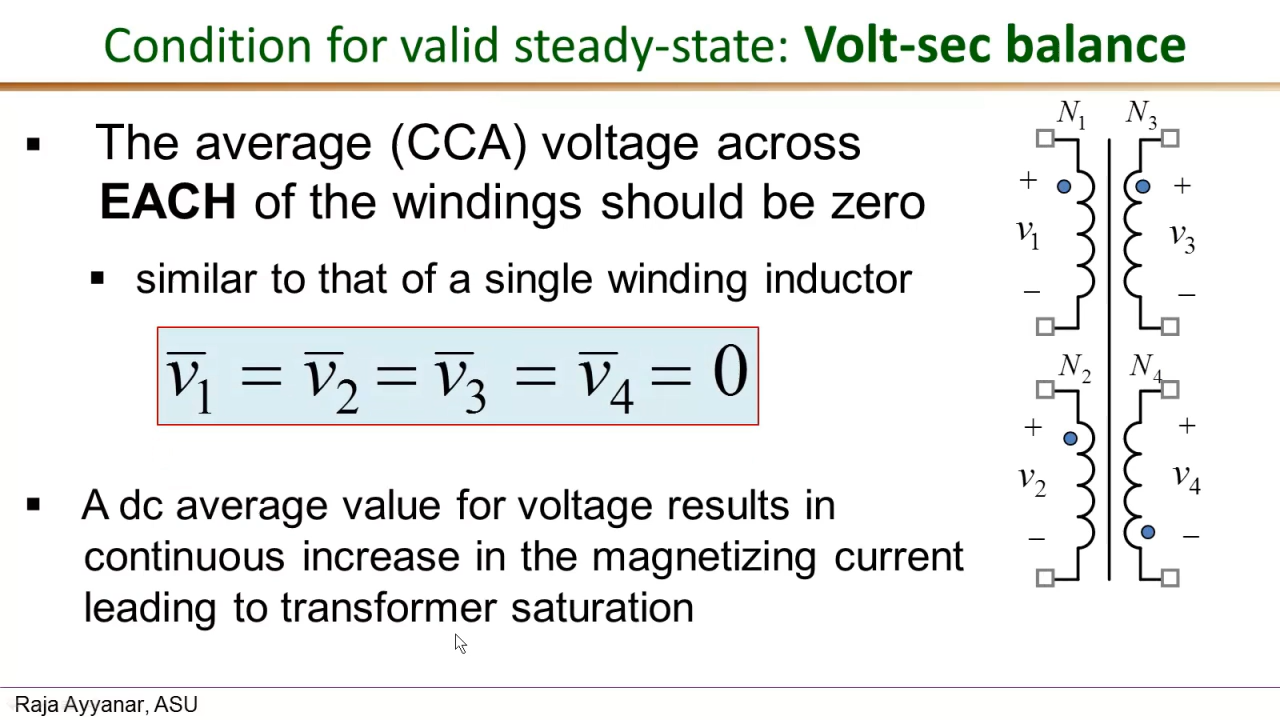 Condition for valid steady-state: Volt-sec balance
▪ The average (CCA) voltage across
EACH of the windings should be zero
▪ similar to that of a single winding inductor
v̅₁ = v̅₂ = v̅₃ = v̅₄ = 0
▪ A dc average value for voltage results in
continuous increase in the magnetizing current
leading to transformer saturation
N₁ N₃
+ +
v₁ v₃
− −
N₂ N₄
+ +
v₂ v₄
− −
Raja Ayyanar, ASU